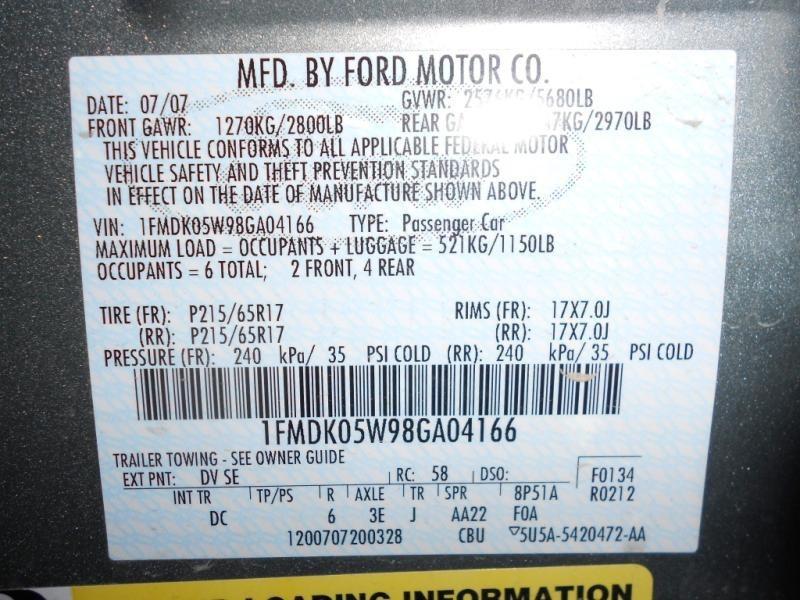 MFD. BY FORD MOTOR CO.
DATE: 07/07 GVWR: /5680LB
FRONT GAWR: 1270KG/2800LB REAR KG/2970LB
THIS VEHICLE CONFORMS TO ALL APPLICABLE FEDERAL MOTOR
VEHICLE SAFETY AND THEFT PREVENTION STANDARDS
IN EFFECT ON THE DATE OF MANUFACTURE SHOWN ABOVE.
VIN: 1FMDK05W98GA04166 TYPE: Passenger Car
MAXIMUM LOAD = OCCUPANTS + LUGGAGE = 521KG/1150LB
OCCUPANTS = 6 TOTAL; 2 FRONT, 4 REAR
TIRE (FR): P215/65R17 RIMS (FR): 17X7.0J
(RR): P215/65R17 (RR): 17X7.0J
PRESSURE (FR): 240 kPa/ 35 PSI COLD (RR): 240 kPa/ 35 PSI COLD
1FMDK05W98GA04166
TRAILER TOWING - SEE OWNER GUIDE
EXT PNT: DV SE RC: 58 DSO: F0134
INT TR TP/PS R AXLE TR SPR 8P51A R0212
DC 6 3E J AA22 F0A
1200707200328 CBU ▽5U5A-5420472-AA
LOADING INFORMATION